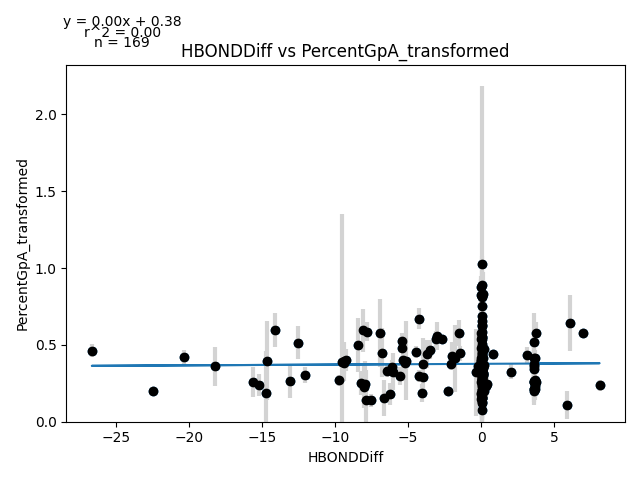 y = 0.00x + 0.38
r^2 = 0.00
n = 169
HBONDDiff vs PercentGpA_transformed
PercentGpA_transformed
2.0
1.5
1.0
0.5
0.0
−25
−20
−15
−10
−5
0
5
HBONDDiff